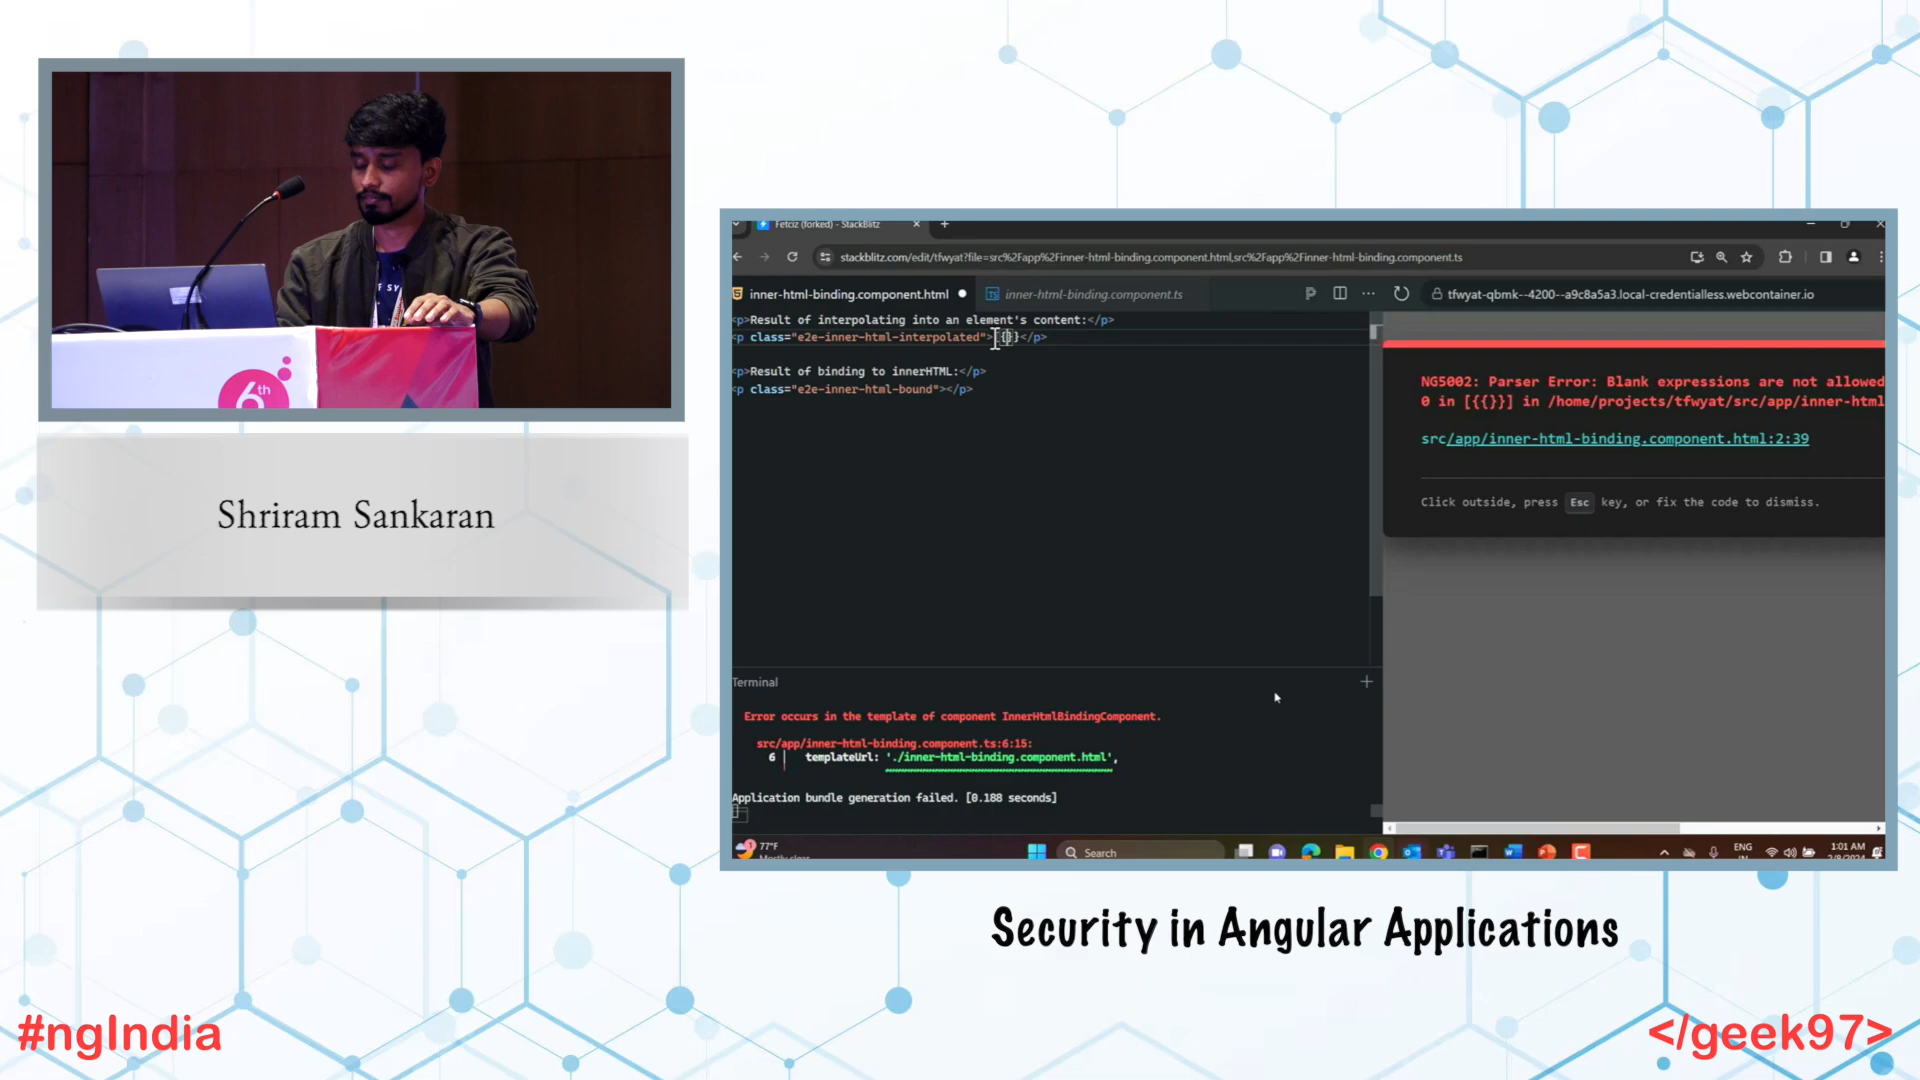 6th
Shriram Sankaran
Fetciz (forked) - StackBlitz
stackblitz.com/edit/tfwyat?file=src%2Fapp%2Finner-html-binding.component.html,src%2Fapp%2Finner-html-binding.component.ts
inner-html-binding.component.html
inner-html-binding.component.ts
tfwyat-qbmk--4200--a9c8a5a3.local-credentialless.webcontainer.io
<p>Result of interpolating into an element's content:</p>
<p class="e2e-inner-html-interpolated">{{}}</p>
<p>Result of binding to innerHTML:</p>
<p class="e2e-inner-html-bound"></p>
NG5002: Parser Error: Blank expressions are not allowed
0 in [{{}}] in /home/projects/tfwyat/src/app/inner-html
src/app/inner-html-binding.component.html:2:39
Click outside, press Esc key, or fix the code to dismiss.
Terminal
Error occurs in the template of component InnerHtmlBindingComponent.
src/app/inner-html-binding.component.ts:6:15:
6 | templateUrl: './inner-html-binding.component.html',
Application bundle generation failed. [0.188 seconds]
77°F
Mostly clear
Search
ENG
IN
1:01 AM
2/8/2024
Security in Angular Applications
#ngIndia
</geek97>